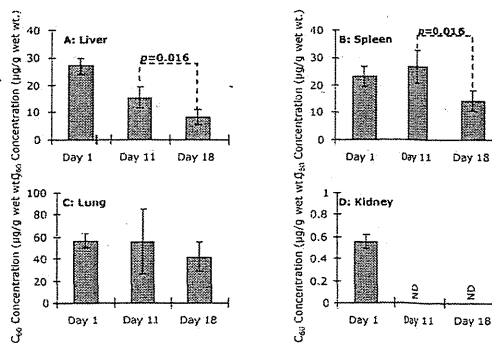 A: Liver
p=0.016
40
30
20
10
0
Day 1 Day 11 Day 18
C60 Concentration (µg/g wet wt.)
B: Spleen
p=0.016
40
30
20
10
0
Day 1 Day 11 Day 18
Concentration (µg/g wet wt.)
C: Lung
100
80
60
40
20
0
Day 1 Day 11 Day 18
C60 Concentration (µg/g wet wt.)
D: Kidney
1
0.8
0.6
0.4
0.2
0
ND
ND
Day 1 Day 11 Day 18
C60 Concentration (µg/g wet wt.)